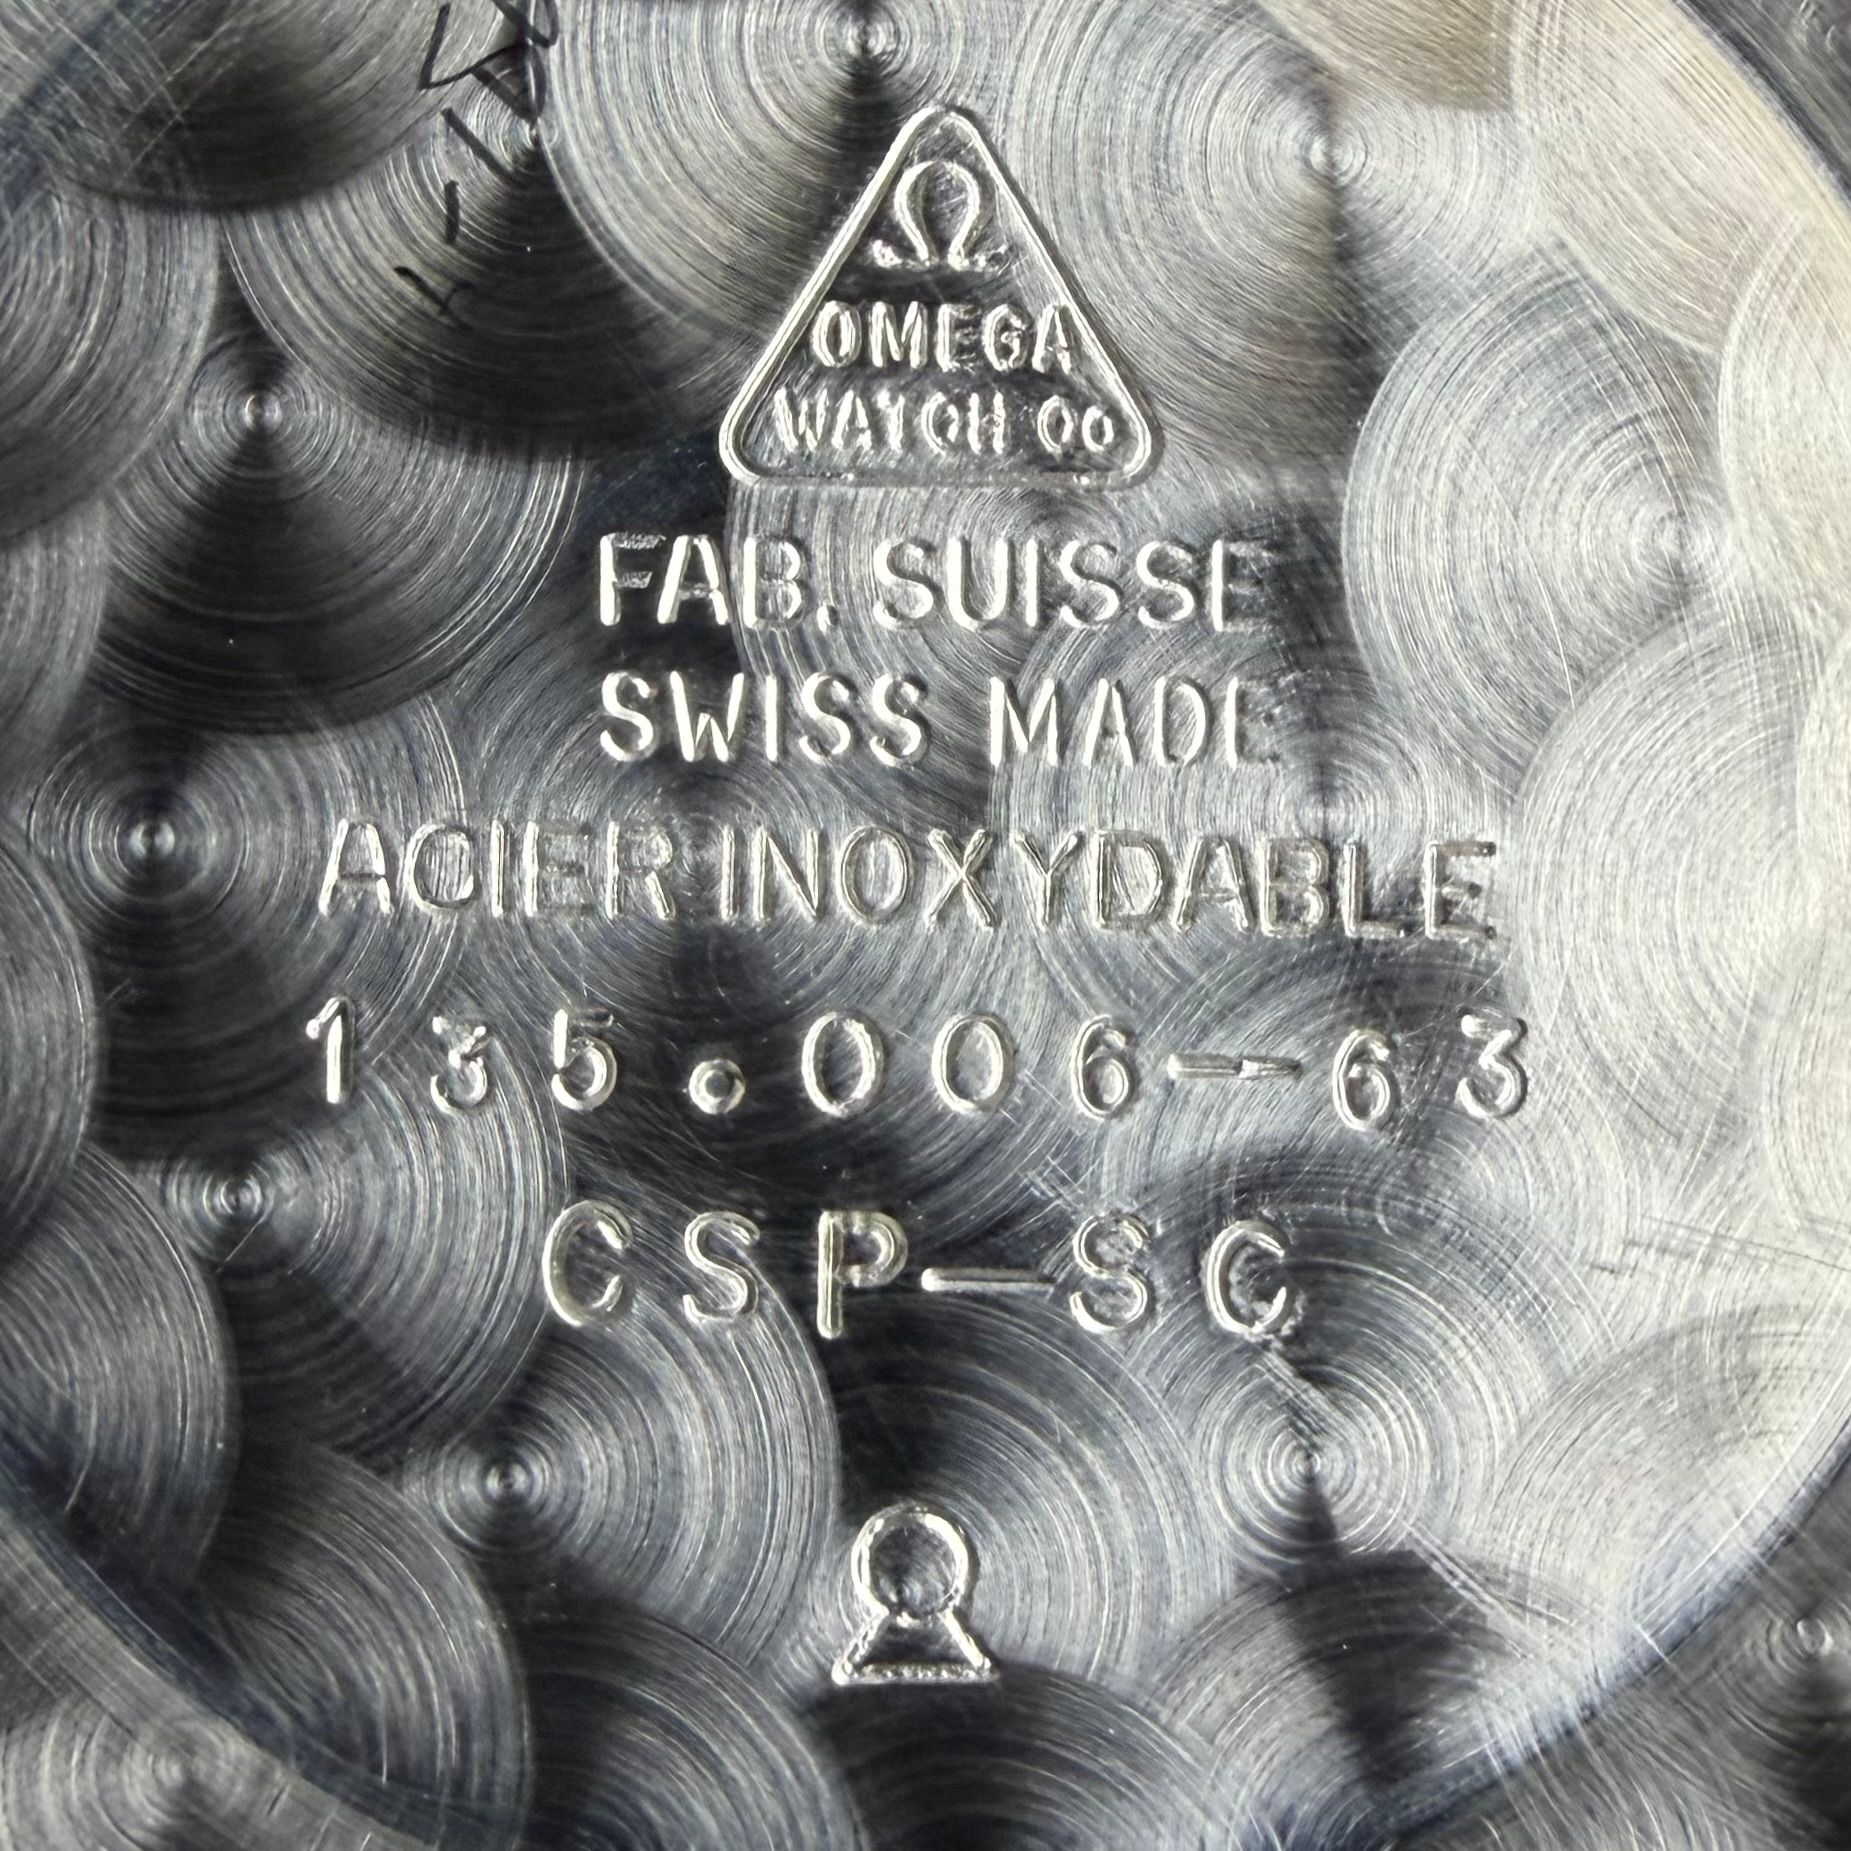 Ω
OMEGA
WATCH Co
FAB. SUISSE
SWISS MADE
ACIER INOXYDABLE
135.006-63
CSP-SC